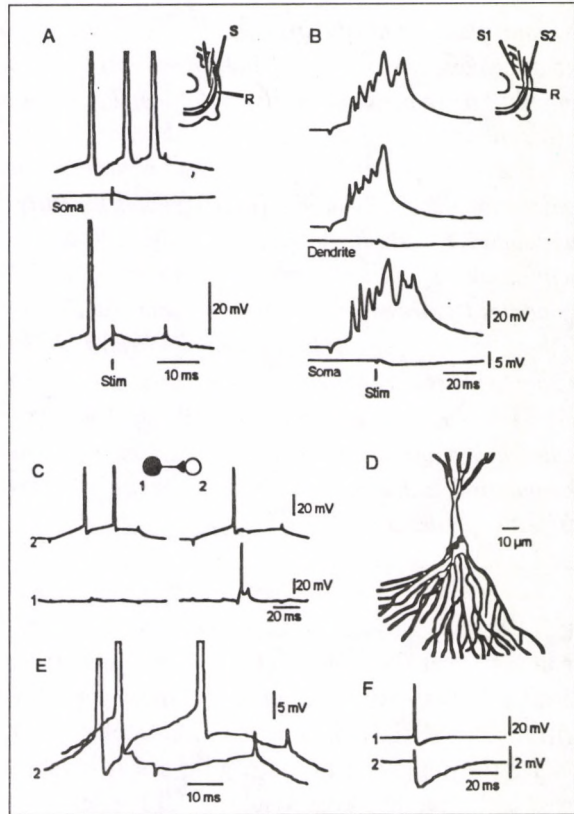 A
S
R
Soma
20 mV
Stim
10 ms
B
S1
S2
R
Dendrite
20 mV
Soma
5 mV
Stim
20 ms
C
1
2
2
20 mV
1
20 mV
20 ms
D
10 µm
E
5 mV
2
10 ms
F
1
20 mV
2
2 mV
20 ms